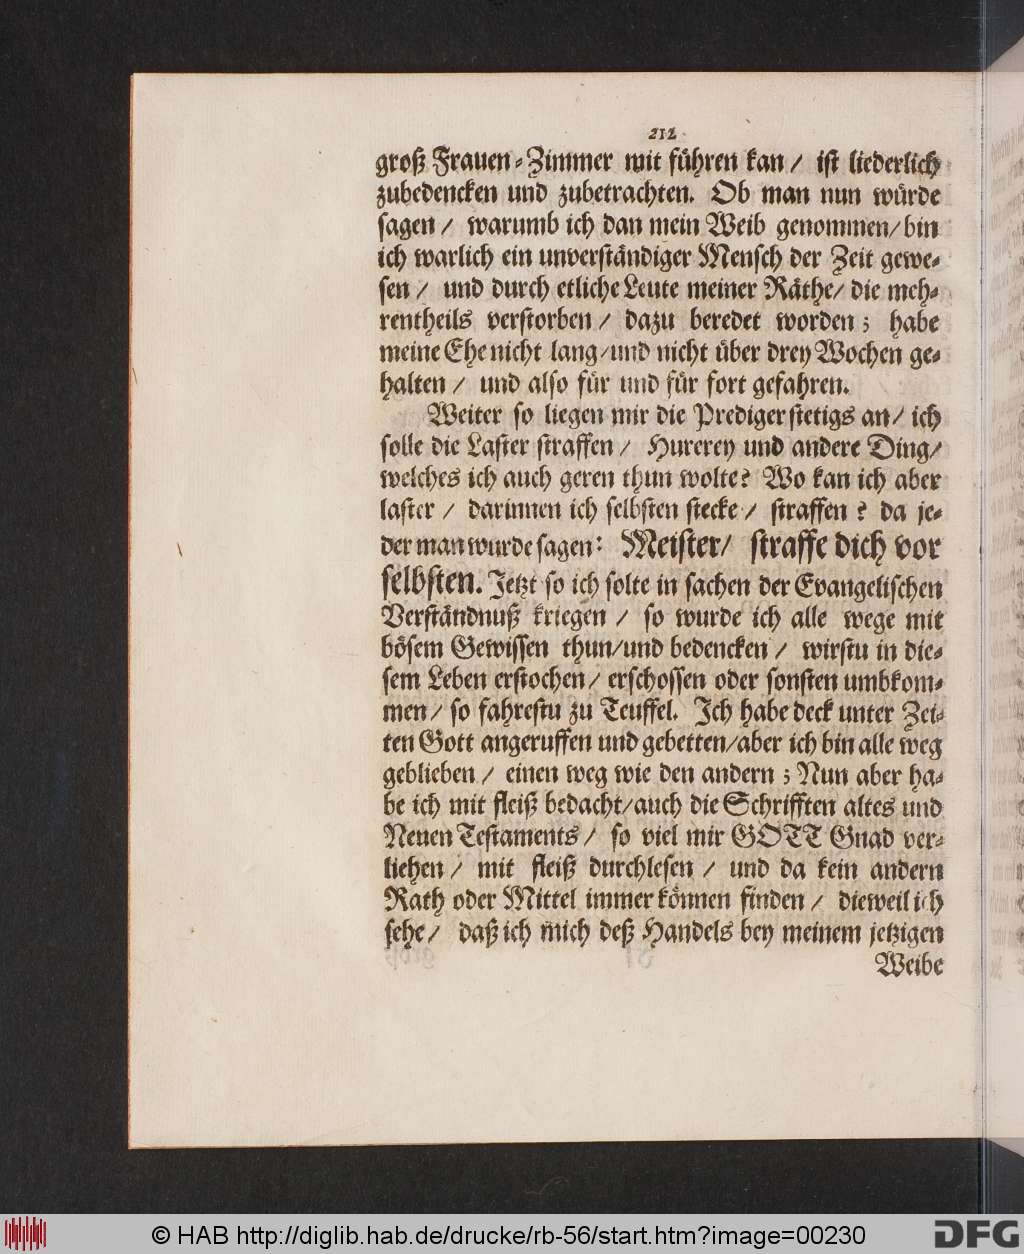 212
groß Frauen-Zimmer mit führen kan / ist liederlich
zubedencken und zubetrachten. Ob man nun würde
sagen / warumb ich dan mein Weib genommen / bin
ich warlich ein unverständiger Mensch der Zeit gewe-
sen / und durch etliche Leute meiner Räthe / die meh-
rentheils verstorben / dazu beredet worden; habe
meine Ehe nicht lang / und nicht über drey Wochen ge-
halten / und also für und für fort gefahren.
Weiter so liegen mir die Prediger stetigs an / ich
solle die Laster straffen / Hurerey und andere Ding /
welches ich auch geren thun wolte? Wo kan ich aber
laster / darinnen ich selbsten stecke / straffen? da je-
der man wurde sagen: Meister / straffe dich vor
selbsten. Jetzt so ich solte in sachen der Evangelischen
Verständnuß kriegen / so wurde ich alle wege mit
bösem Gewissen thun / und bedencken / wirstu in die-
sem Leben erstochen / erschossen oder sonsten umbkom-
men / so fahrestu zu Teuffel. Ich habe deck unter Zei-
ten Gott angeruffen und gebetten / aber ich bin alle weg
geblieben / einen weg wie den andern; Nun aber ha-
be ich mit fleiß bedacht / auch die Schrifften altes und
Neuen Testaments / so viel mir GOTT Gnad ver-
liehen / mit fleiß durchlesen / und da kein andern
Rath oder Mittel immer können finden / dieweil ich
sehe / daß ich mich deß Handels bey meinem jetzigen
Weibe
© HAB http://diglib.hab.de/drucke/rb-56/start.htm?image=00230
DFG